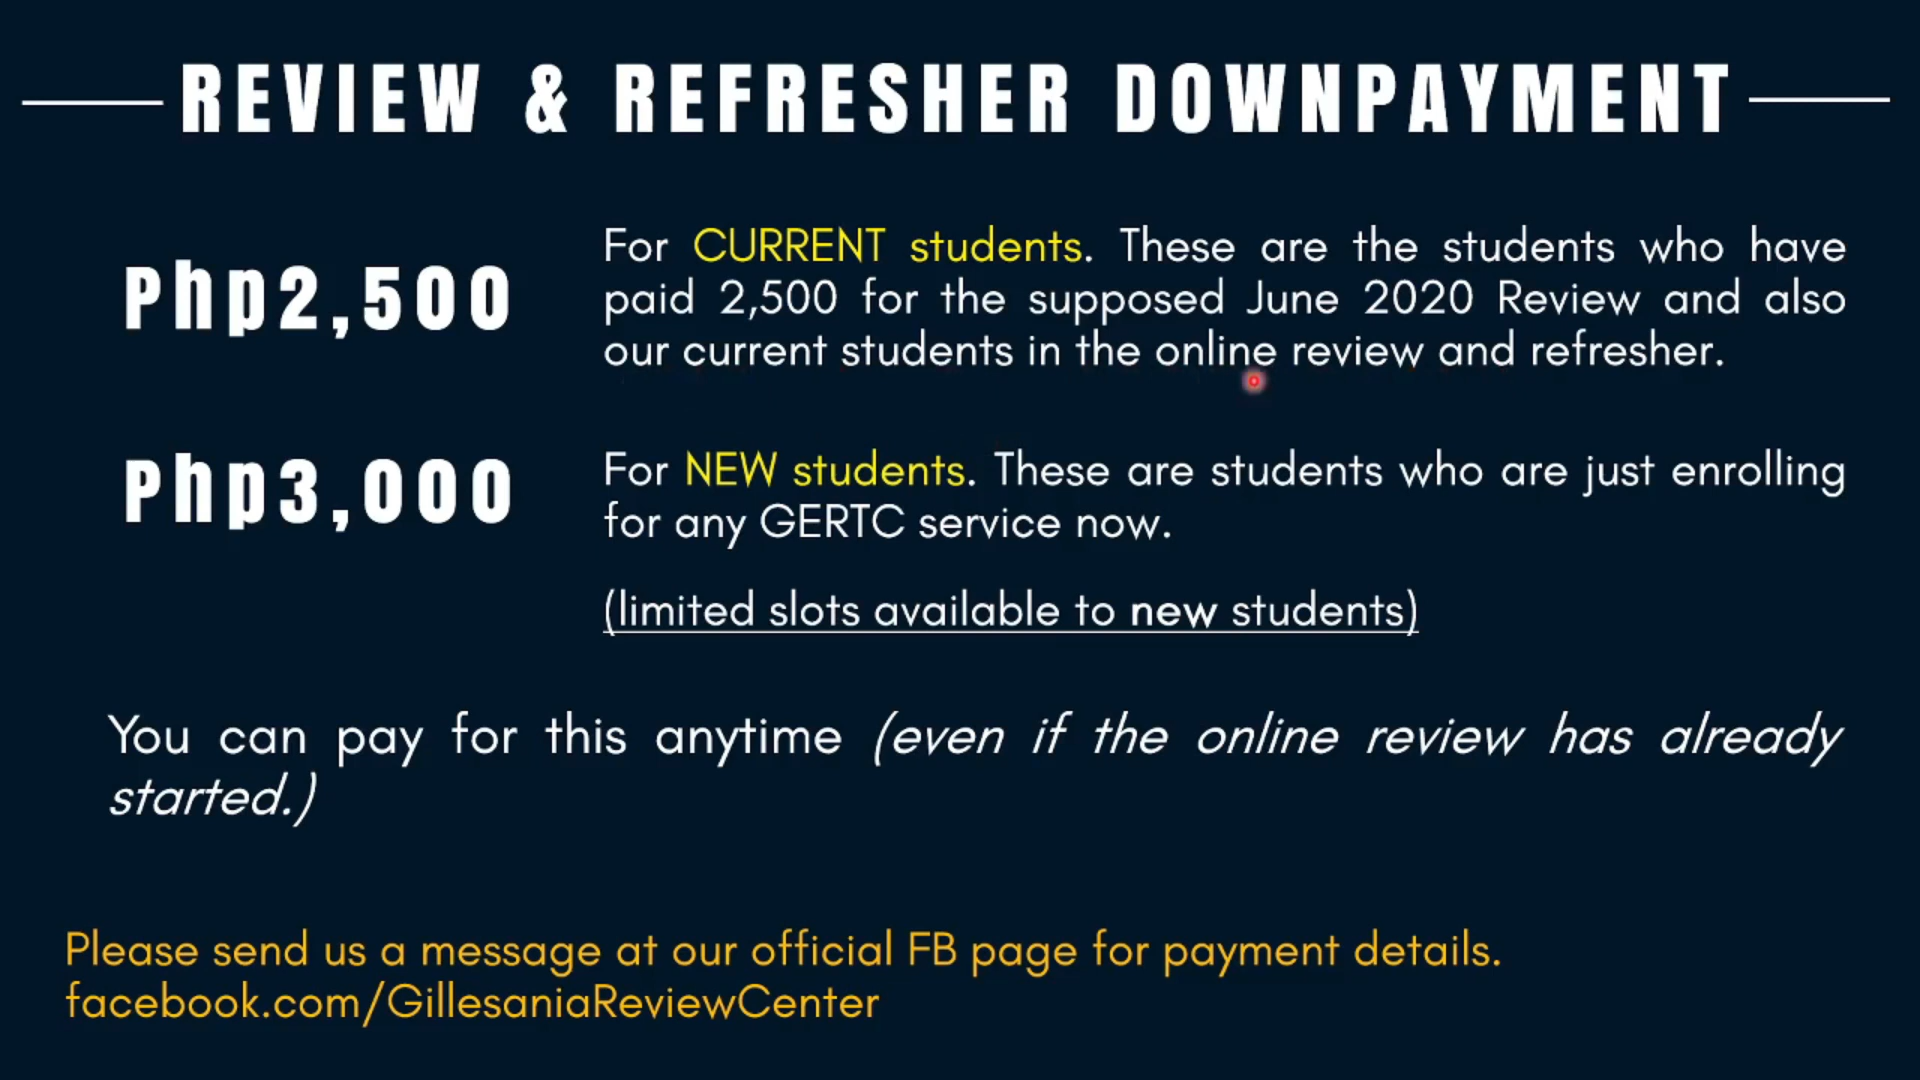 REVIEW & REFRESHER DOWNPAYMENT
Php2,500
For CURRENT students. These are the students who have
paid 2,500 for the supposed June 2020 Review and also
our current students in the online review and refresher.
Php3,000
For NEW students. These are students who are just enrolling
for any GERTC service now.
(limited slots available to new students)
You can pay for this anytime (even if the online review has already
started.)
Please send us a message at our official FB page for payment details.
facebook.com/GillesaniaReviewCenter